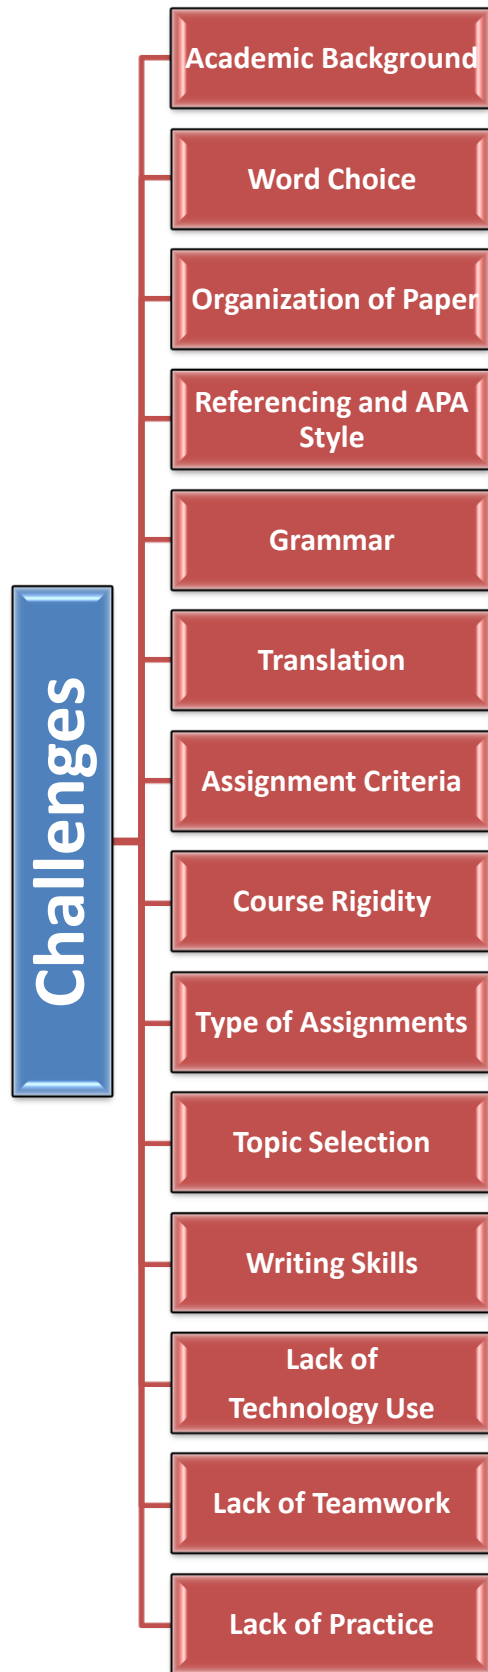 Challenges
Academic Background
Word Choice
Organization of Paper
Referencing and APA
Style
Grammar
Translation
Assignment Criteria
Course Rigidity
Type of Assignments
Topic Selection
Writing Skills
Lack of
Technology Use
Lack of Teamwork
Lack of Practice